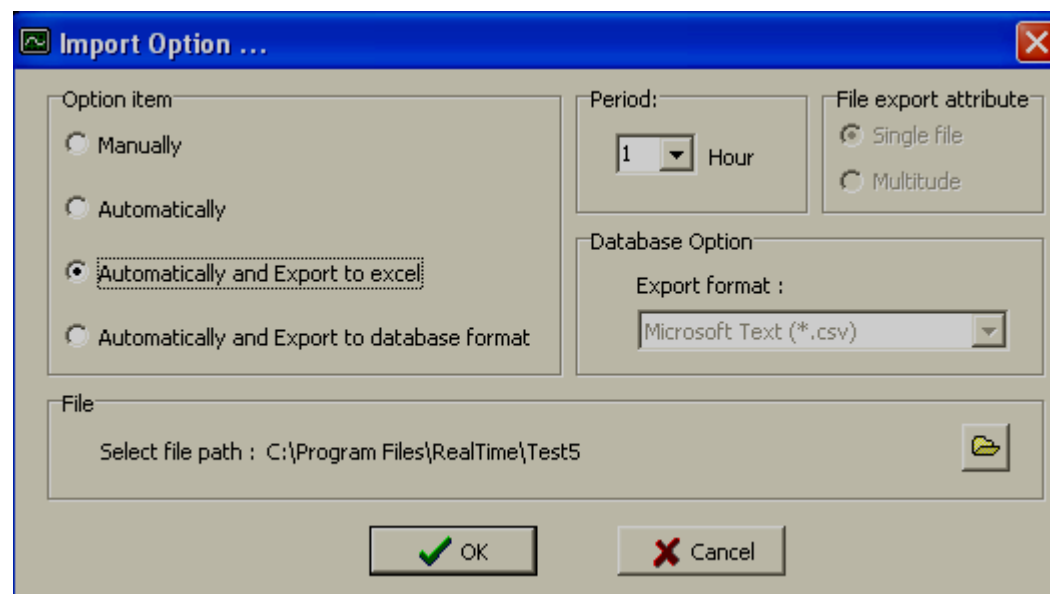 Import Option ...
Option item
Manually
Automatically
Automatically and Export to excel
Automatically and Export to database format
Period:
1 Hour
File export attribute
Single file
Multitude
Database Option
Export format :
Microsoft Text (*.csv)
File
Select file path : C:\Program Files\RealTime\Test5
OK
Cancel